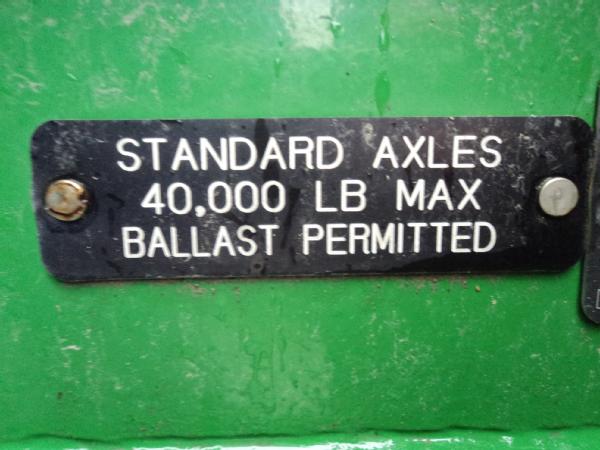 STANDARD AXLES
40,000 LB MAX
BALLAST PERMITTED